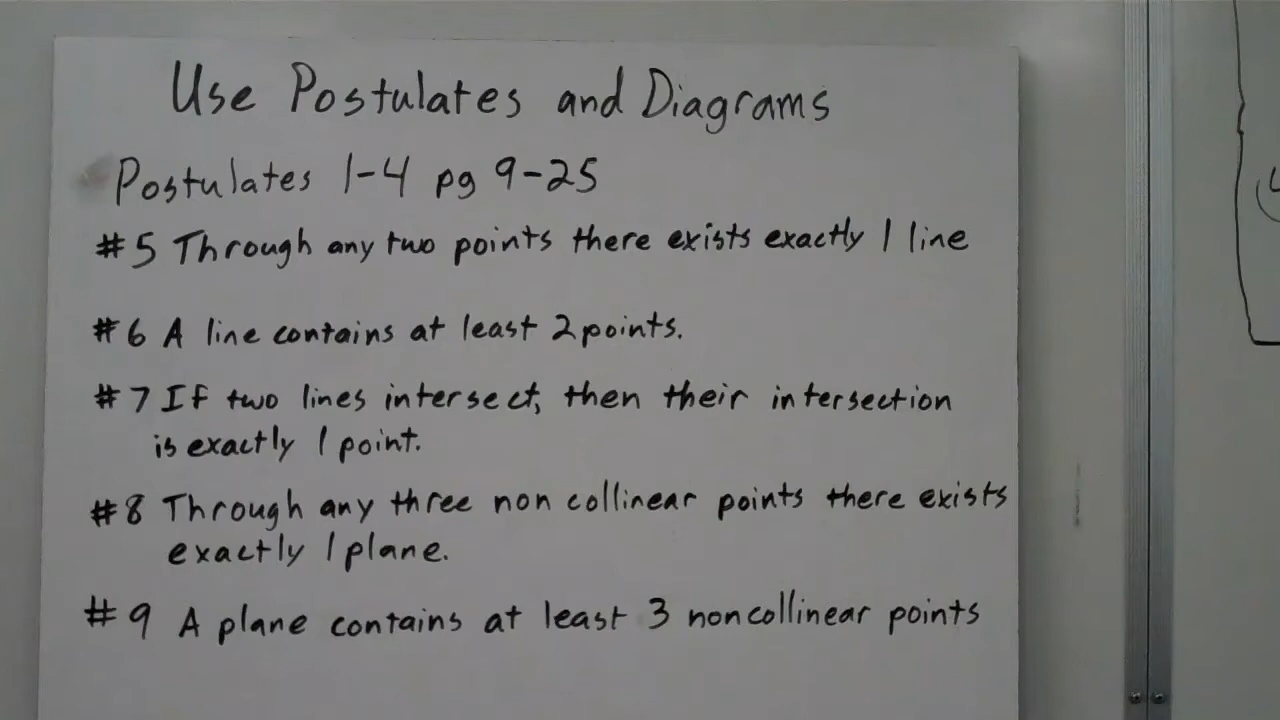 Use Postulates and Diagrams
Postulates 1-4 pg 9-25
#5 Through any two points there exists exactly 1 line
#6 A line contains at least 2 points.
#7 If two lines intersect, then their intersection
is exactly 1 point.
#8 Through any three non collinear points there exists
exactly 1 plane.
#9 A plane contains at least 3 noncollinear points